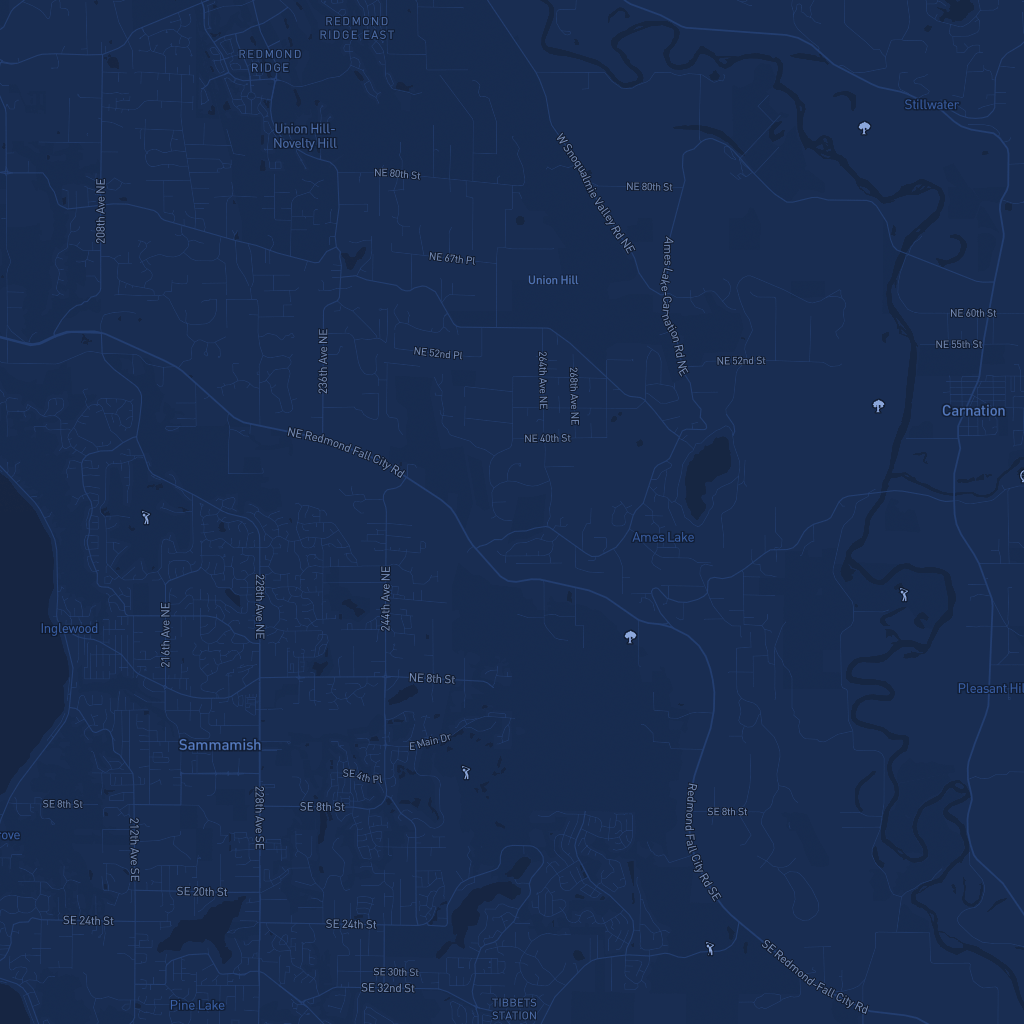 REDMOND
RIDGE EAST
REDMOND
RIDGE
Stillwater
Union Hill-
Novelty Hill
NE 80th St
NE 80th St
W Snoqualmie Valley Rd NE
208th Ave NE
NE 67th Pl
Union Hill
Ames Lake-Carnation Rd NE
NE 60th St
NE 55th St
236th Ave NE
NE 52nd Pl
264th Ave NE
268th Ave NE
NE 52nd St
Carnation
NE Redmond Fall City Rd
NE 40th St
Ames Lake
228th Ave NE
244th Ave NE
216th Ave NE
Inglewood
NE 8th St
Pleasant Hil
Sammamish
E Main Dr
SE 4th Pl
SE 8th St
228th Ave SE
SE 8th St
Redmond Fall City Rd SE
SE 8th St
rove
212th Ave SE
SE 20th St
SE 24th St
SE 24th St
SE Redmond-Fall City Rd
SE 30th St
SE 32nd St
Pine Lake
TIBBETS
STATION